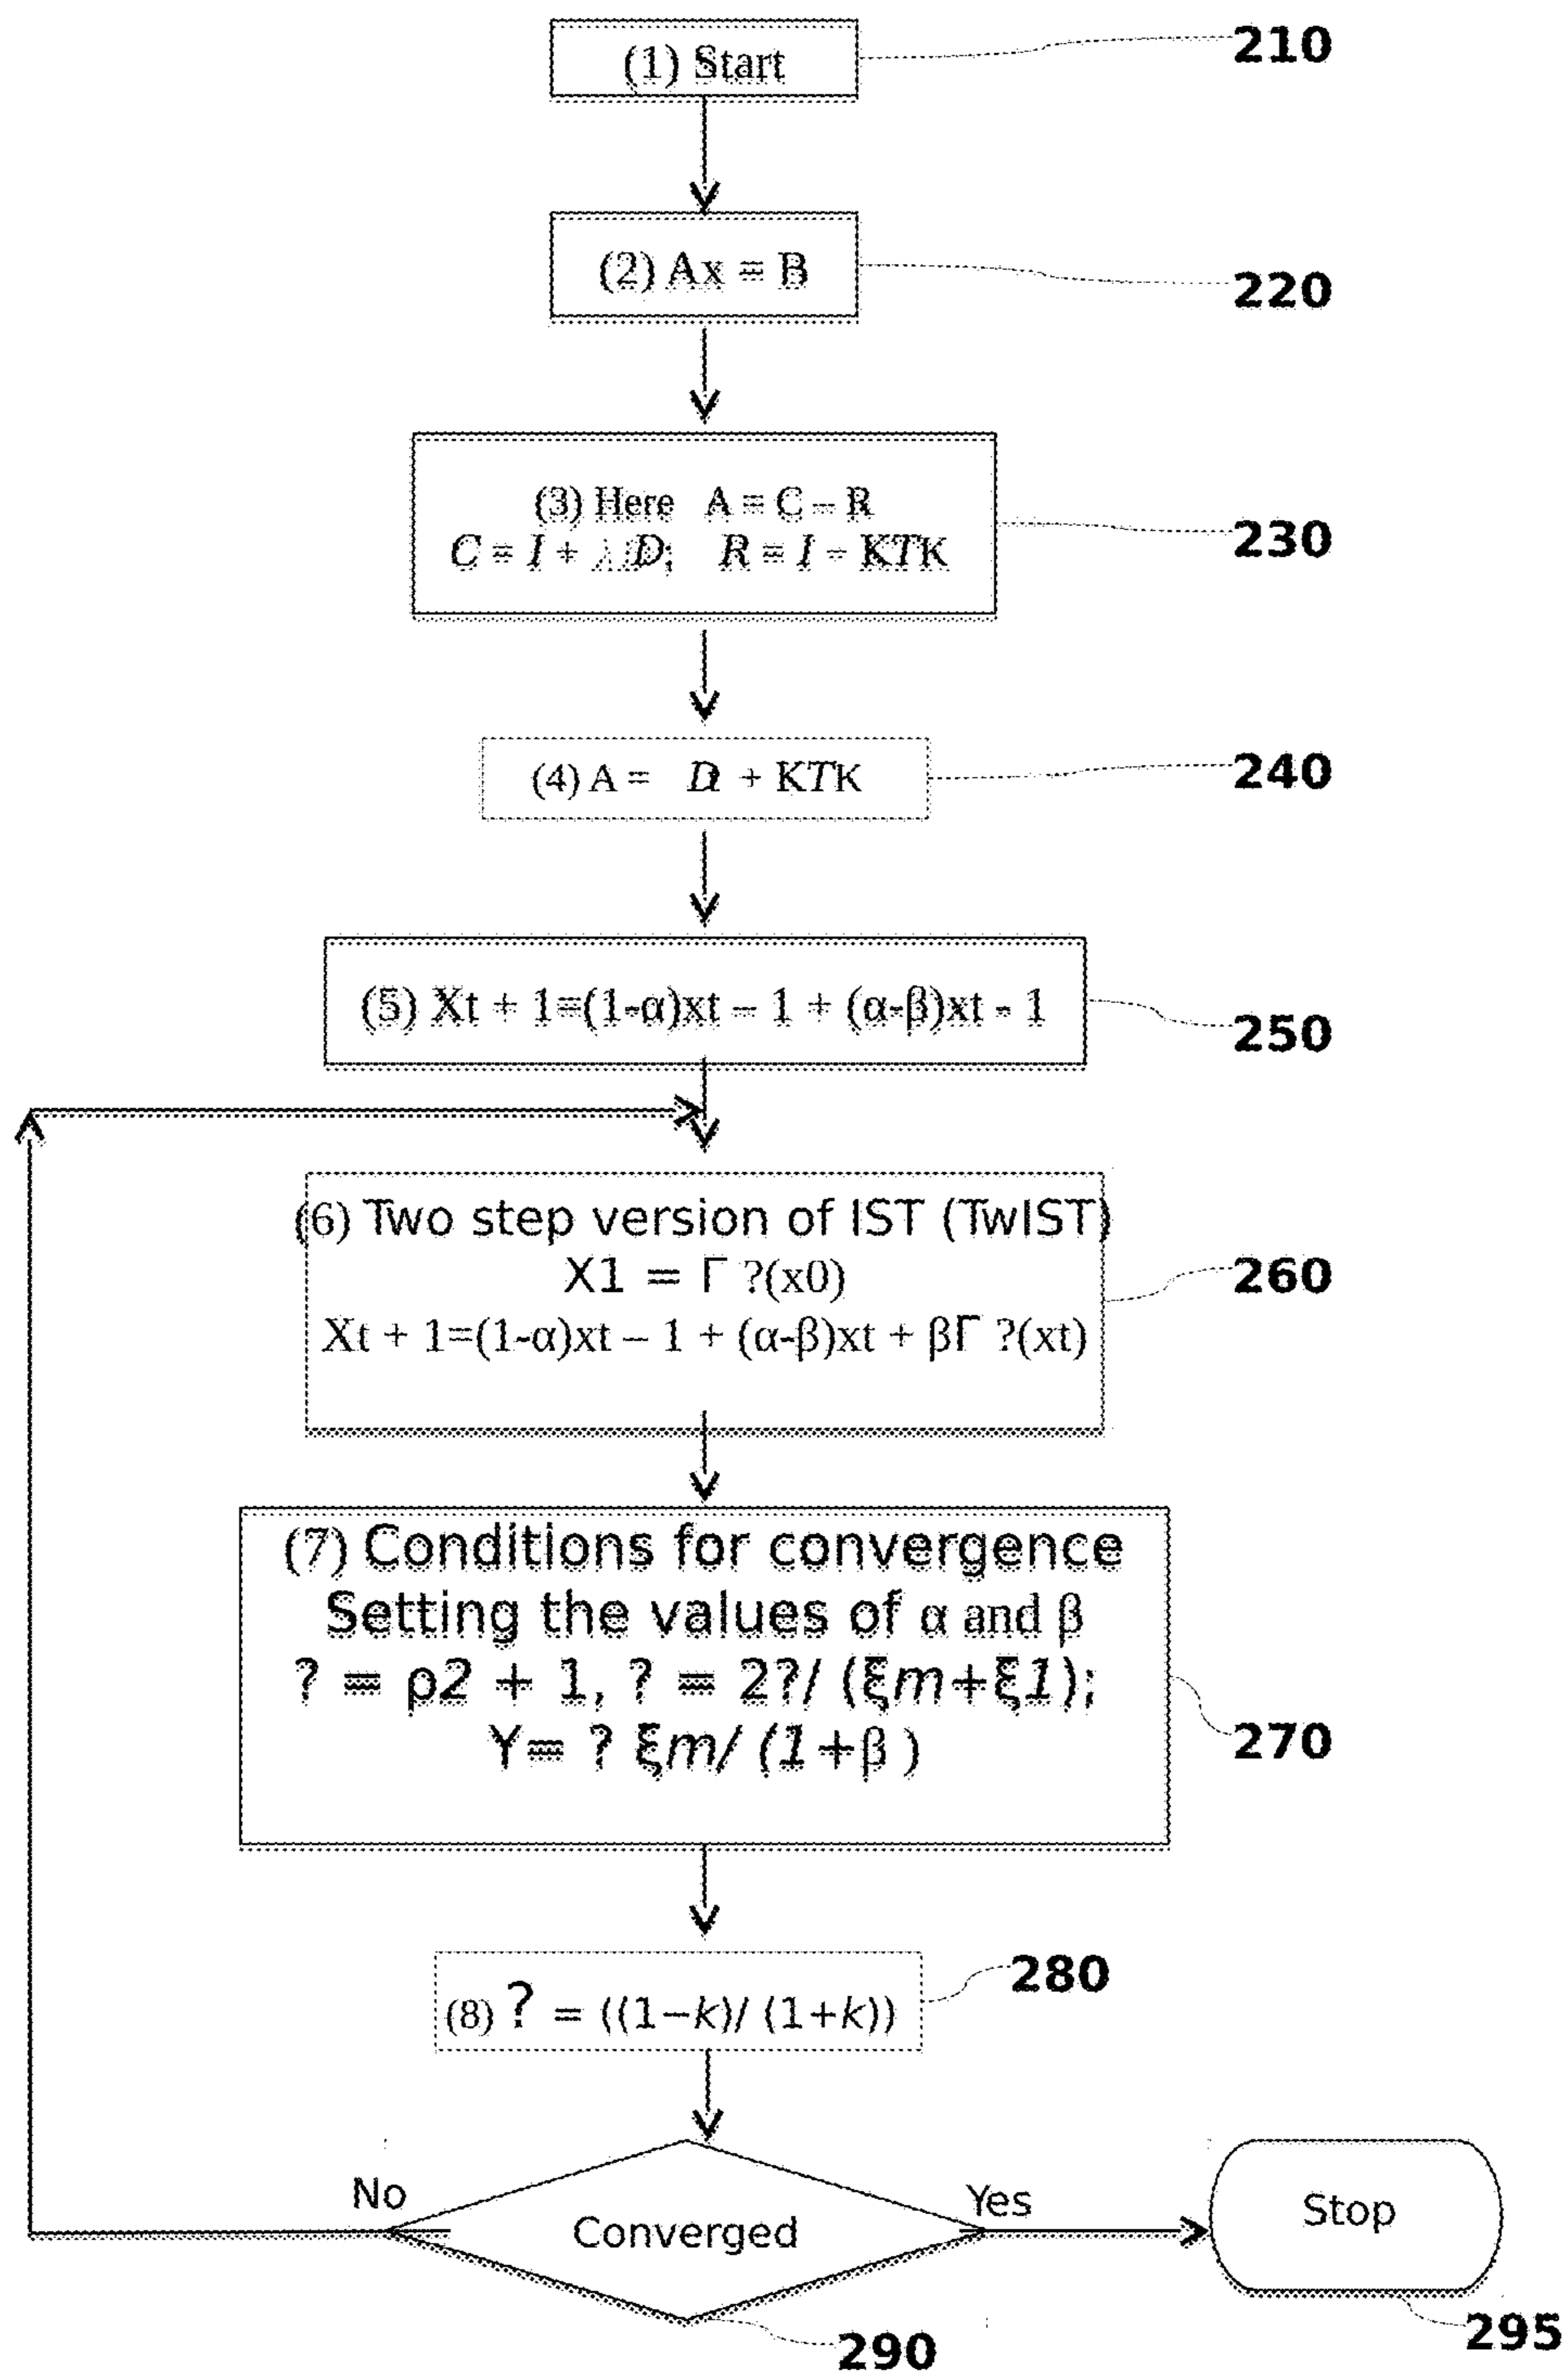 (1) Start
210
(2) Ax = B
220
(3) Here A = C – R
C = I + λ D; R = I – KTK
230
(4) A = D + KTK
240
(5) Xt + 1=(1-α)xt – 1 + (α-β)xt - 1
250
(6) Two step version of IST (TwIST)
X1 = Γ ?(x0)
Xt + 1=(1-α)xt – 1 + (α-β)xt + βΓ ?(xt)
260
(7) Conditions for convergence
Setting the values of α and β
? = ρ2 + 1, ? = 2?/ (ξm+ξ1);
Y= ? ξm/ (1+β )
270
280
(8) ? = ((1−k)/ (1+k))
No
Yes
Converged
Stop
290
295